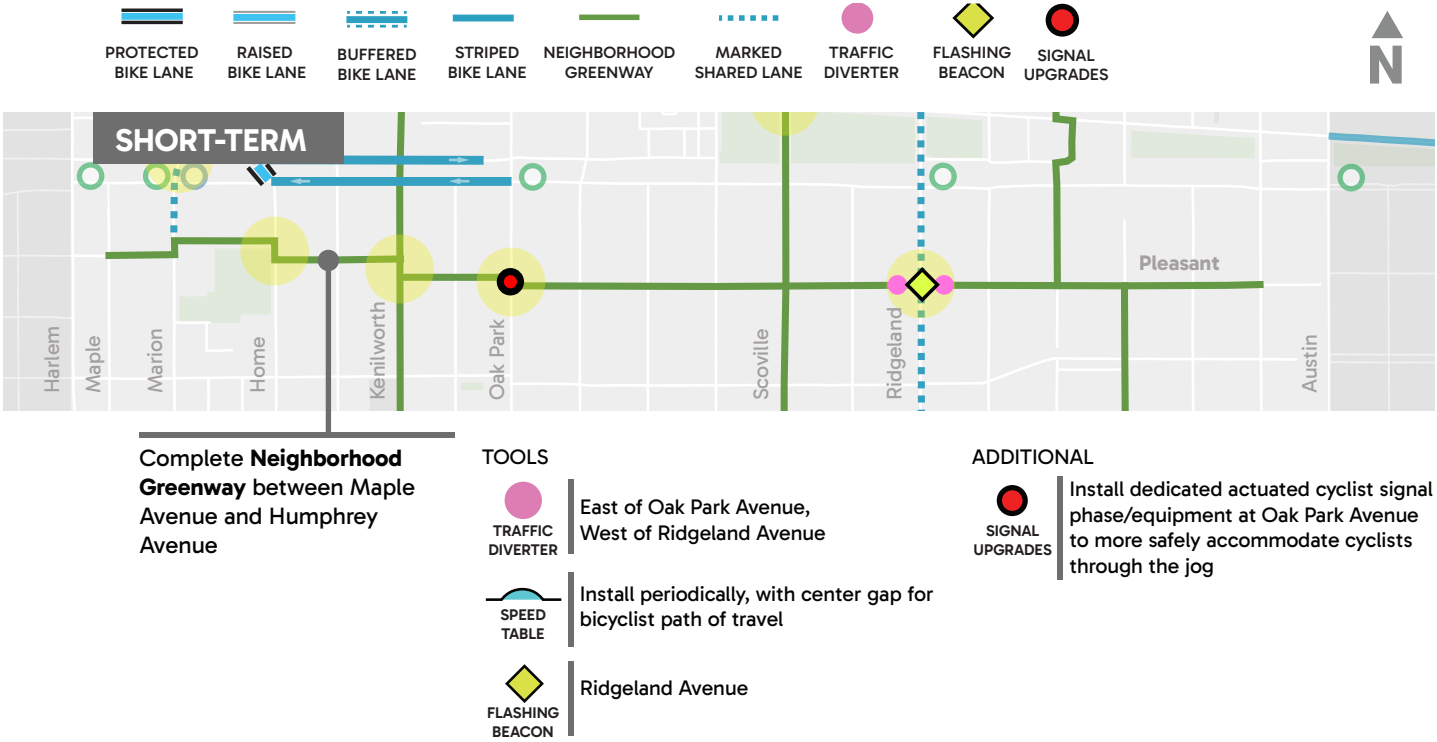 PROTECTED
BIKE LANE
RAISED
BIKE LANE
BUFFERED
BIKE LANE
STRIPED
BIKE LANE
NEIGHBORHOOD
GREENWAY
MARKED
SHARED LANE
TRAFFIC
DIVERTER
FLASHING
BEACON
SIGNAL
UPGRADES
N
SHORT-TERM
Pleasant
Harlem
Maple
Marion
Home
Kenilworth
Oak Park
Scoville
Ridgeland
Austin
Complete Neighborhood
Greenway between Maple
Avenue and Humphrey
Avenue
TOOLS
TRAFFIC
DIVERTER
East of Oak Park Avenue,
West of Ridgeland Avenue
SPEED
TABLE
Install periodically, with center gap for
bicyclist path of travel
FLASHING
BEACON
Ridgeland Avenue
ADDITIONAL
SIGNAL
UPGRADES
Install dedicated actuated cyclist signal
phase/equipment at Oak Park Avenue
to more safely accommodate cyclists
through the jog